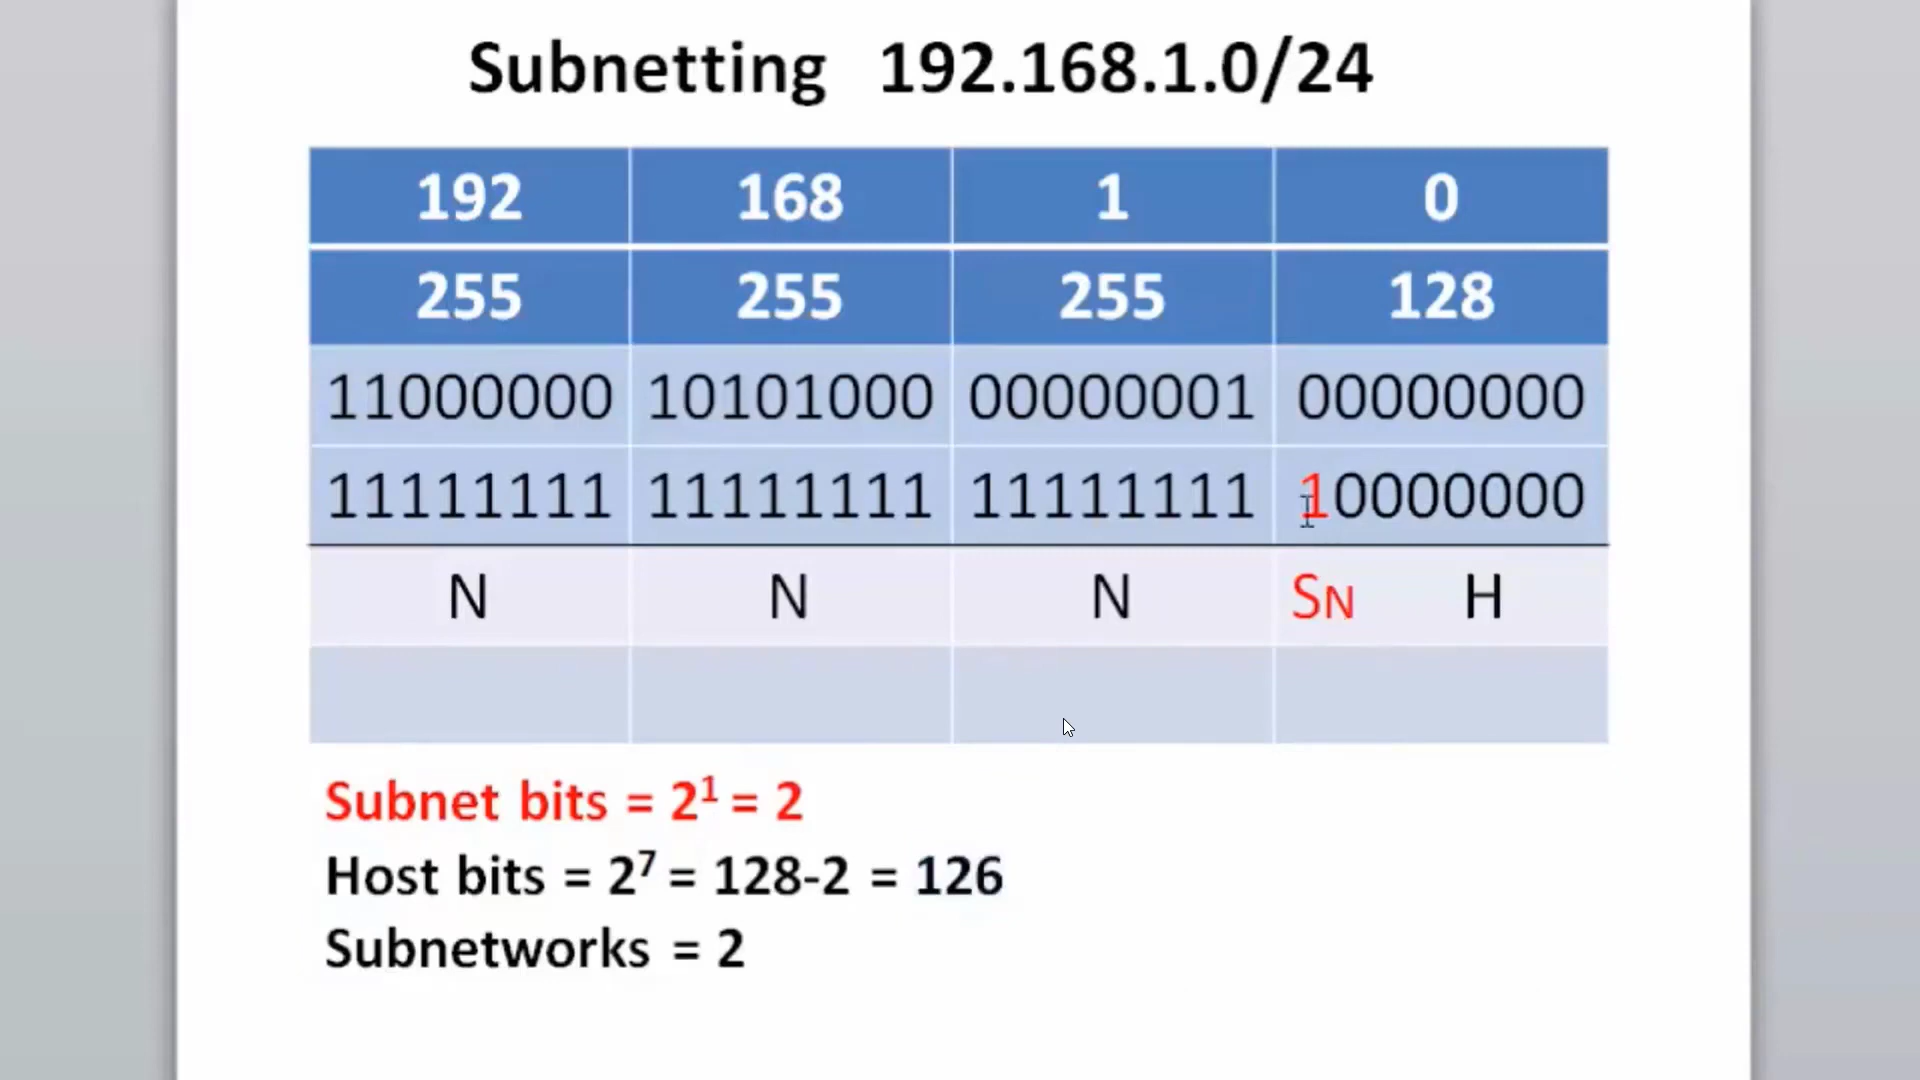 Subnetting 192.168.1.0/24
192 168 1 0
255 255 255 128
11000000 10101000 00000001 00000000
11111111 11111111 11111111 10000000
N N N SN H
Subnet bits = 2¹ = 2
Host bits = 2⁷ = 128-2 = 126
Subnetworks = 2